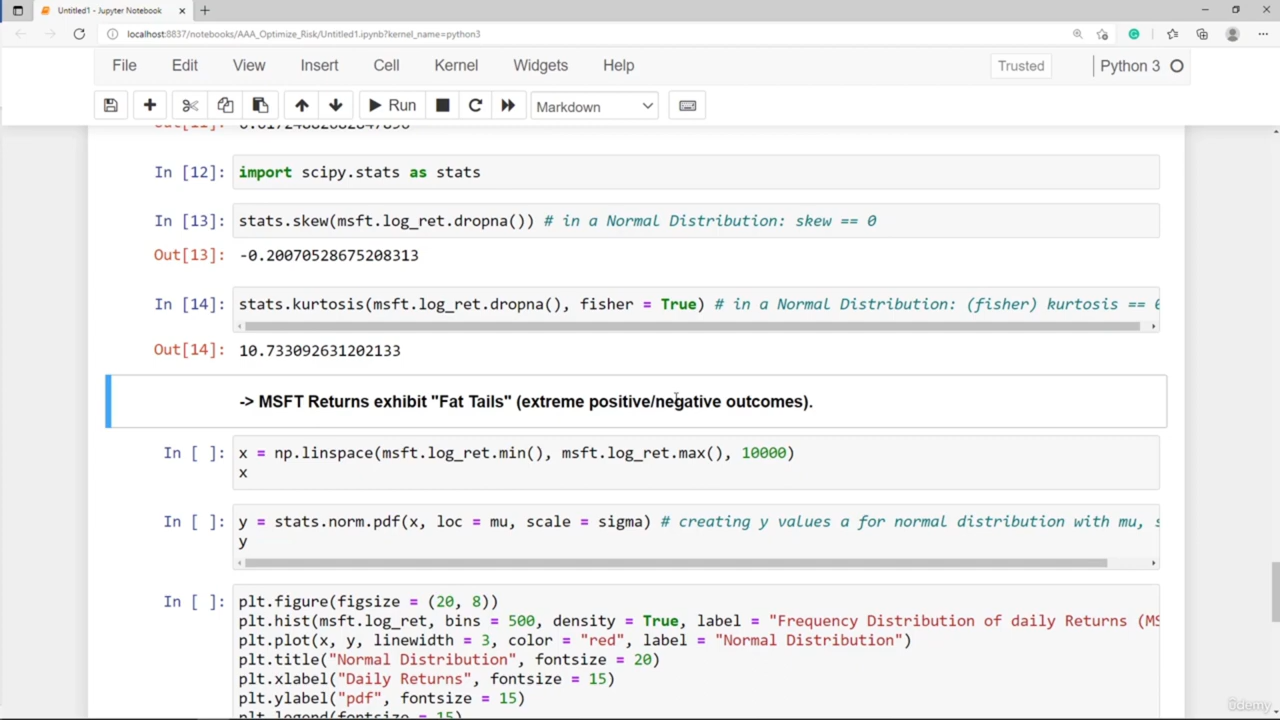 Untitled1 - Jupyter Notebook
localhost:8837/notebooks/AAA_Optimize_Risk/Untitled1.ipynb?kernel_name=python3
File Edit View Insert Cell Kernel Widgets Help Trusted Python 3
Run Markdown
In [12]: import scipy.stats as stats
In [13]: stats.skew(msft.log_ret.dropna()) # in a Normal Distribution: skew == 0
Out[13]: -0.20070528675208313
In [14]: stats.kurtosis(msft.log_ret.dropna(), fisher = True) # in a Normal Distribution: (fisher) kurtosis == 0
Out[14]: 10.733092631202133
-> MSFT Returns exhibit "Fat Tails" (extreme positive/negative outcomes).
In [ ]: x = np.linspace(msft.log_ret.min(), msft.log_ret.max(), 10000)
x
In [ ]: y = stats.norm.pdf(x, loc = mu, scale = sigma) # creating y values a for normal distribution with mu, s
y
In [ ]: plt.figure(figsize = (20, 8))
plt.hist(msft.log_ret, bins = 500, density = True, label = "Frequency Distribution of daily Returns (MS
plt.plot(x, y, linewidth = 3, color = "red", label = "Normal Distribution")
plt.title("Normal Distribution", fontsize = 20)
plt.xlabel("Daily Returns", fontsize = 15)
plt.ylabel("pdf", fontsize = 15)
plt.legend(fontsize = 15)
ûdemy